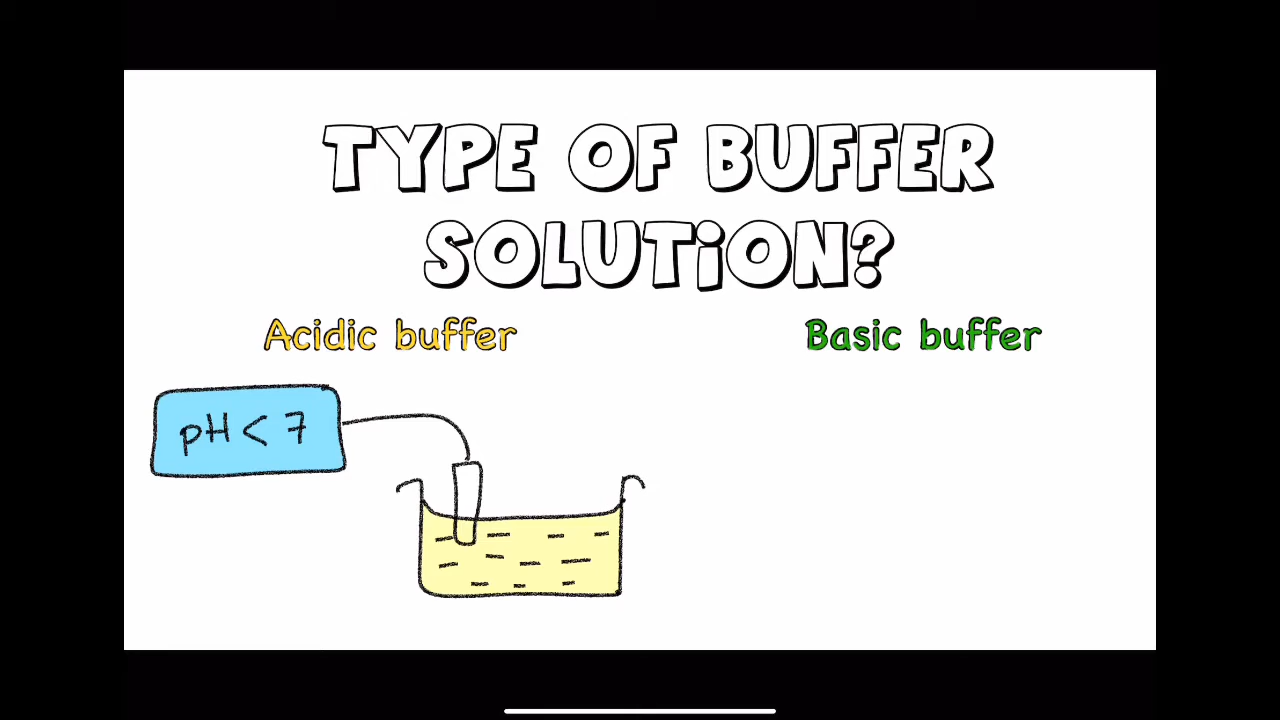 TYPE OF BUFFER
SOLUTiON?
Acidic buffer
Basic buffer
pH < 7